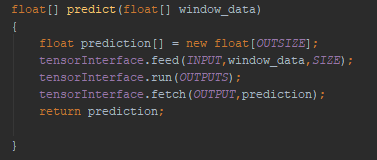 float[] predict(float[] window_data)
{
float prediction[] = new float[OUTSIZE];
tensorInterface.feed(INPUT,window_data,SIZE);
tensorInterface.run(OUTPUTS);
tensorInterface.fetch(OUTPUT,prediction);
return prediction;
}